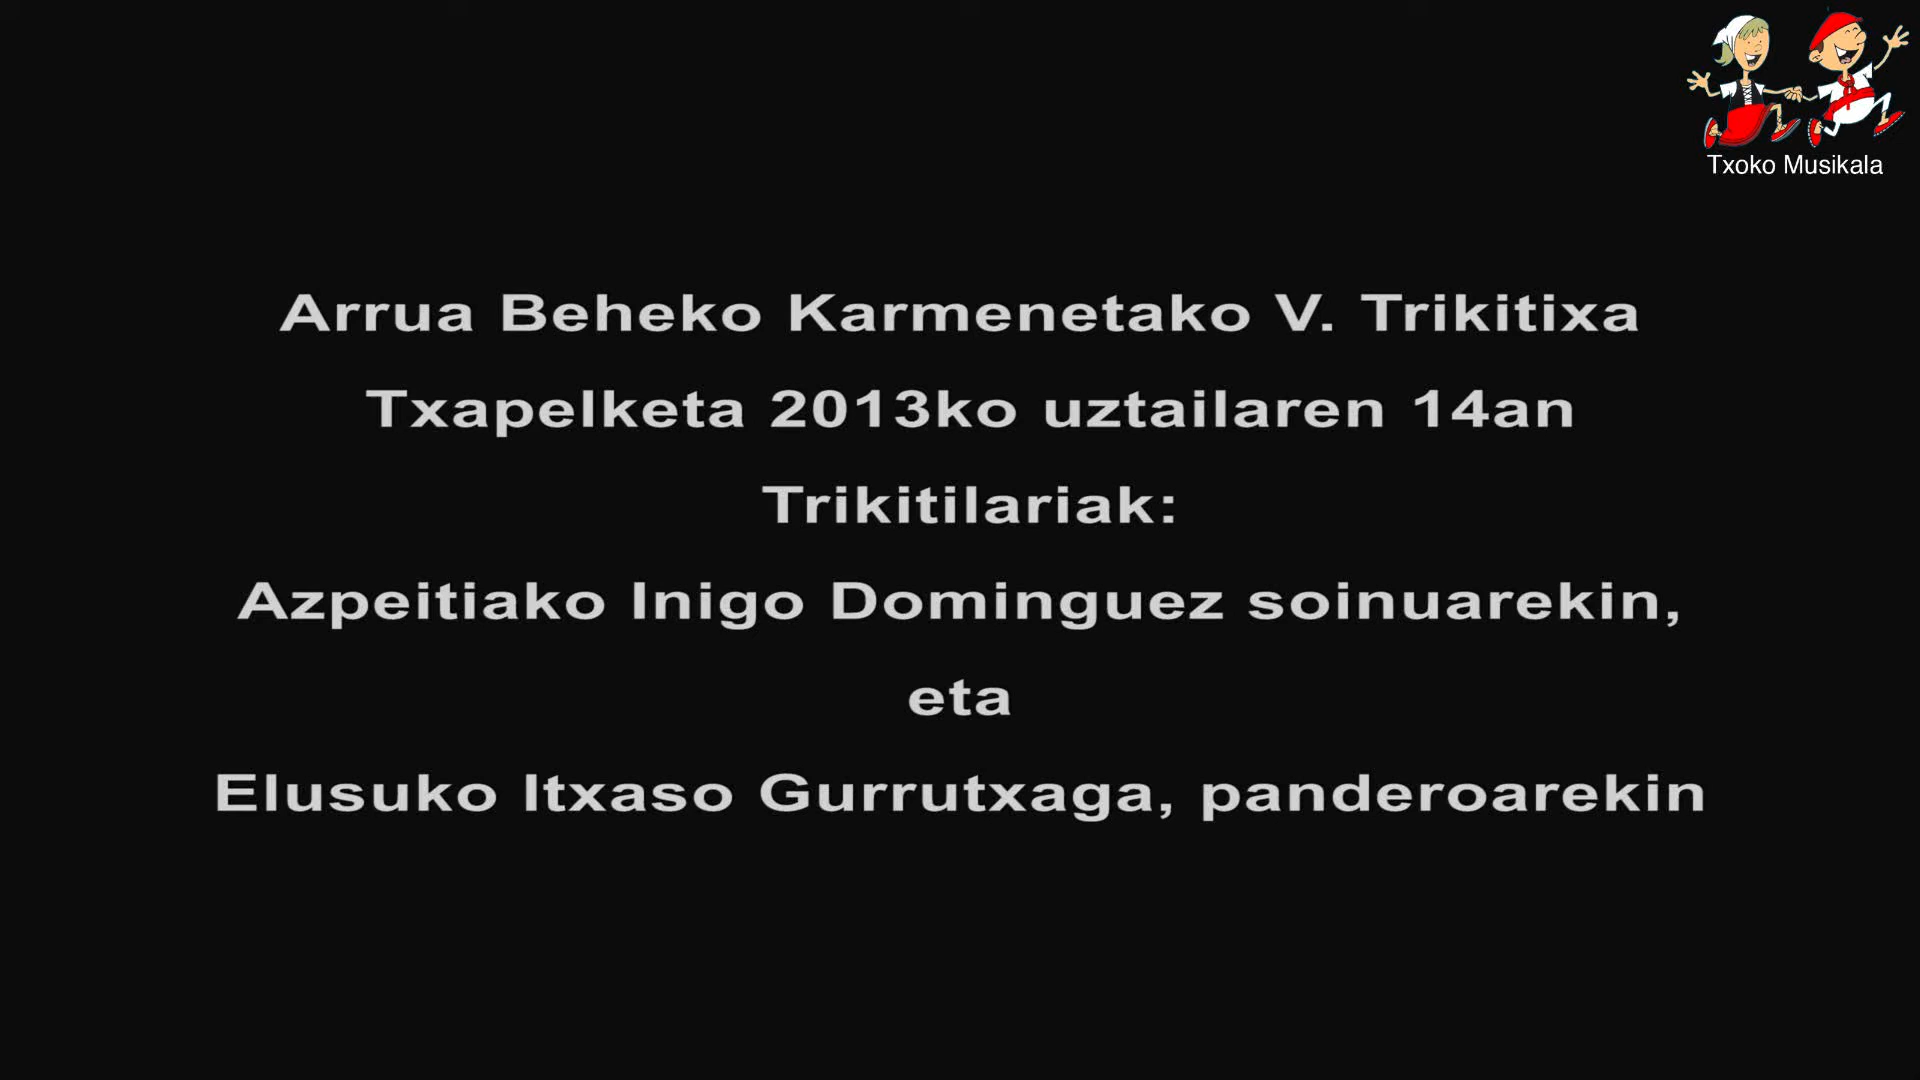 Txoko Musikala
Arrua Beheko Karmenetako V. Trikitixa
Txapelketa 2013ko uztailaren 14an
Trikitilariak:
Azpeitiako Inigo Dominguez soinuarekin,
eta
Elusuko Itxaso Gurrutxaga, panderoarekin